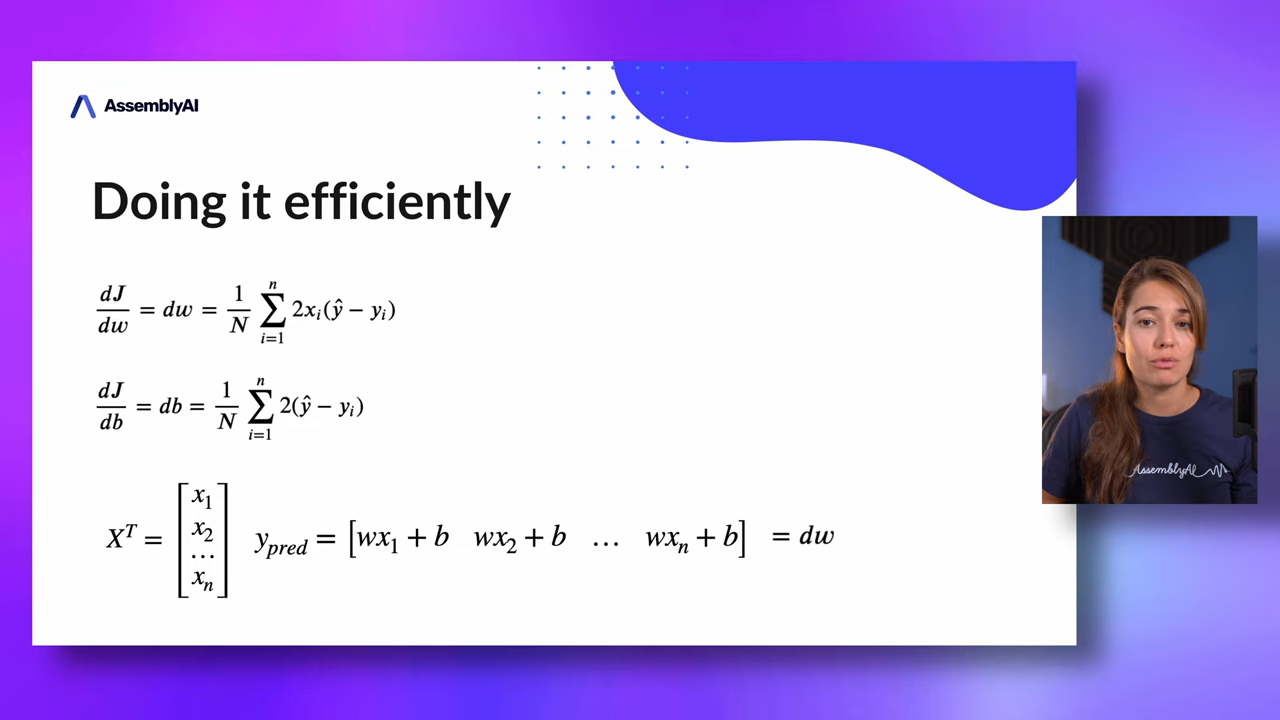 AssemblyAI
Doing it efficiently
dJ/dw = dw = 1/N ∑_{i=1}^{n} 2x_i(ŷ − y_i)
dJ/db = db = 1/N ∑_{i=1}^{n} 2(ŷ − y_i)
X^T = [x_1 x_2 … x_n] y_pred = [wx_1 + b wx_2 + b … wx_n + b] = dw
AssemblyAI